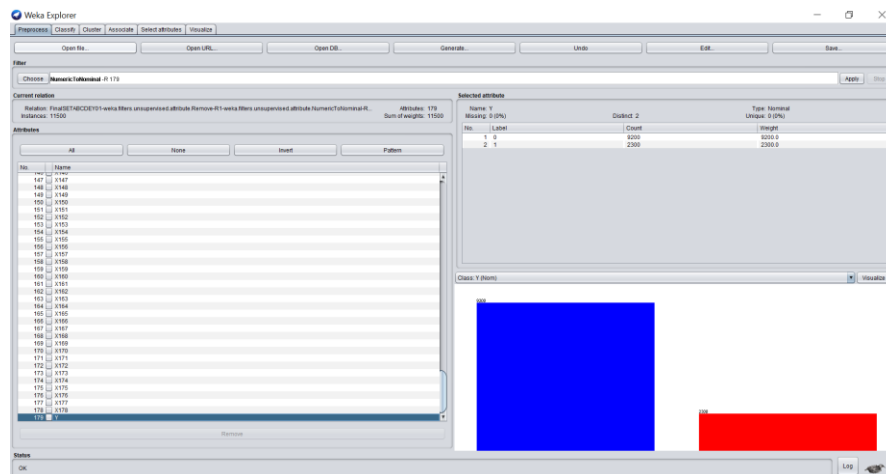 Weka Explorer
Preprocess Classify Cluster Associate Select attributes Visualize
Open file... Open URL... Open DB... Generate... Undo Edit... Save...
Filter
Choose NumericToNominal -R 179 Apply Stop
Current relation
Relation: FinalSETABCDEY01-weka.filters.unsupervised.attribute.Remove-R1-weka.filters.unsupervised.attribute.NumericToNominal-R... Attributes: 179
Instances: 11500 Sum of weights: 11500
Attributes
All None Invert Pattern
No. Name
146 X146
147 X147
148 X148
149 X149
150 X150
151 X151
152 X152
153 X153
154 X154
155 X155
156 X156
157 X157
158 X158
159 X159
160 X160
161 X161
162 X162
163 X163
164 X164
165 X165
166 X166
167 X167
168 X168
169 X169
170 X170
171 X171
172 X172
173 X173
174 X174
175 X175
176 X176
177 X177
178 X178
179 Y
Remove
Selected attribute
Name: Y Type: Nominal
Missing: 0 (0%) Distinct: 2 Unique: 0 (0%)
No. Label Count Weight
1 0 9200 9200.0
2 1 2300 2300.0
Class: Y (Nom) Visualize
9200
2300
Status
OK Log